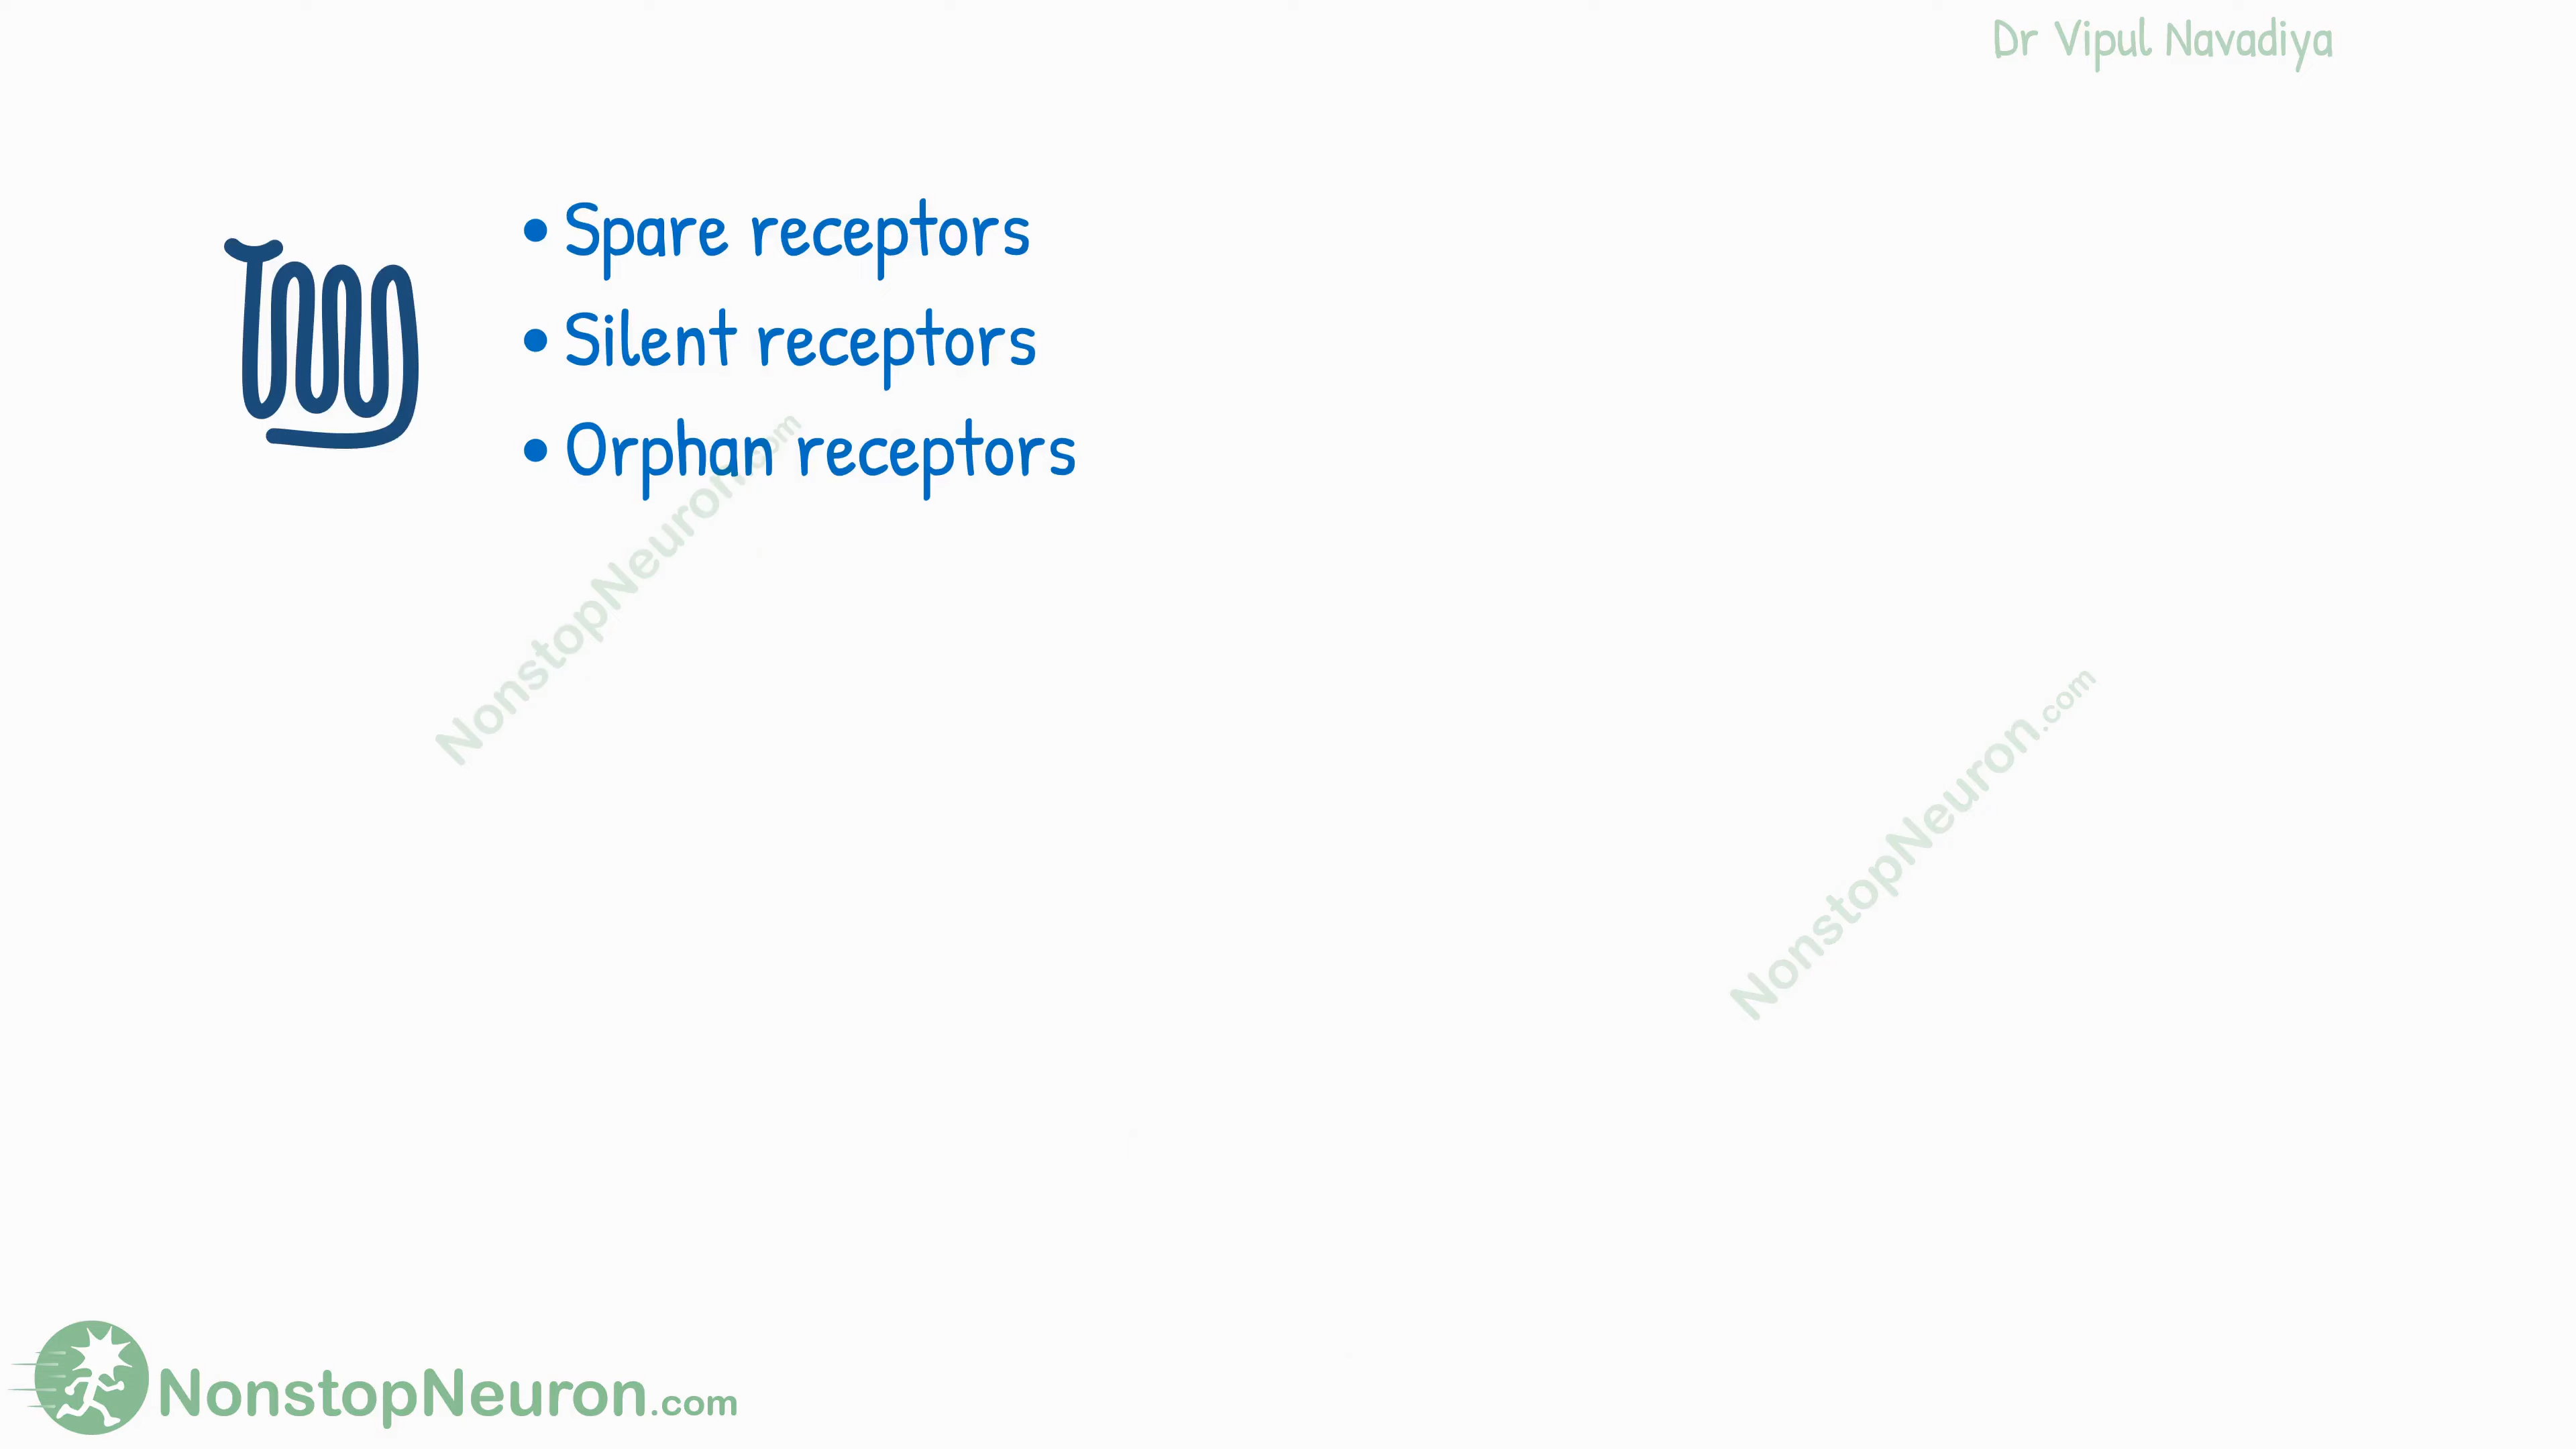 Dr Vipul Navadiya
• Spare receptors
• Silent receptors
• Orphan receptors
NonstopNeuron.com
NonstopNeuron.com
NonstopNeuron.com